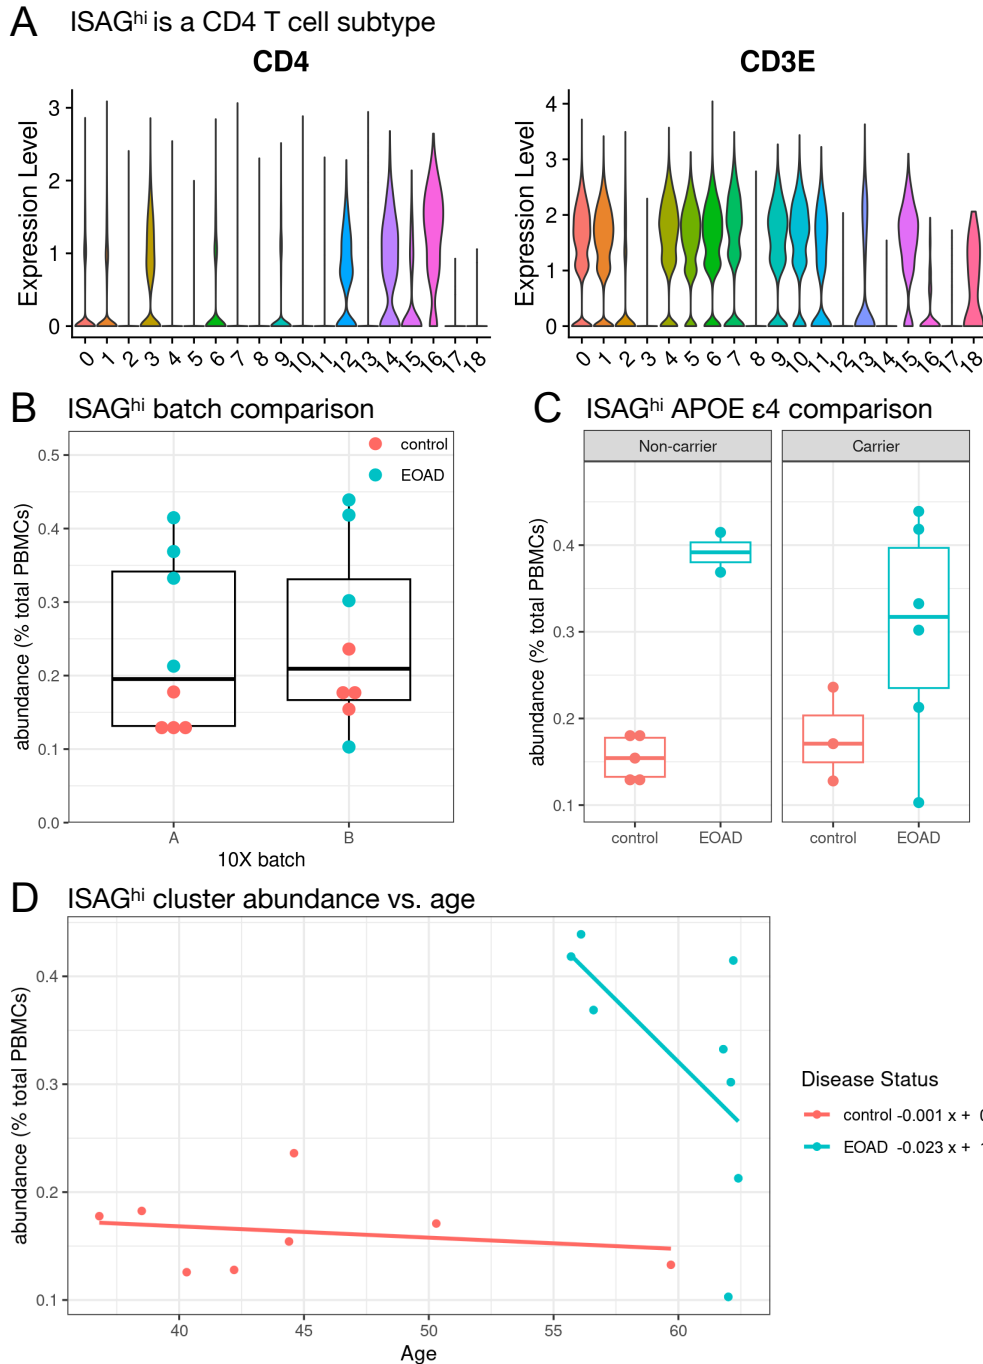 A ISAGhi is a CD4 T cell subtype
CD4
CD3E
Expression Level
3
2
1
0
0 1 2 3 4 5 6 7 8 9 10 11 12 13 14 15 16 17 18
Expression Level
4
3
2
1
0
0 1 2 3 4 5 6 7 8 9 10 11 12 13 14 15 16 17 18
B ISAGhi batch comparison
abundance (% total PBMCs)
0.5
0.4
0.3
0.2
0.1
0.0
control
EOAD
A B
10X batch
C ISAGhi APOE ε4 comparison
Non-carrier Carrier
abundance (% total PBMCs)
0.4
0.3
0.2
0.1
control EOAD control EOAD
D ISAGhi cluster abundance vs. age
abundance (% total PBMCs)
0.4
0.3
0.2
0.1
40 45 50 55 60
Age
Disease Status
control -0.001 x +
EOAD -0.023 x +